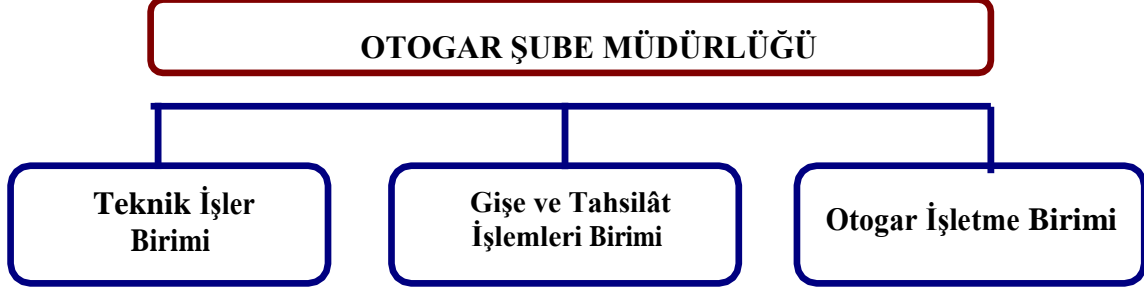 OTOGAR ŞUBE MÜDÜRLÜĞÜ
Teknik İşler
Birimi
Gişe ve Tahsilât
İşlemleri Birimi
Otogar İşletme Birimi